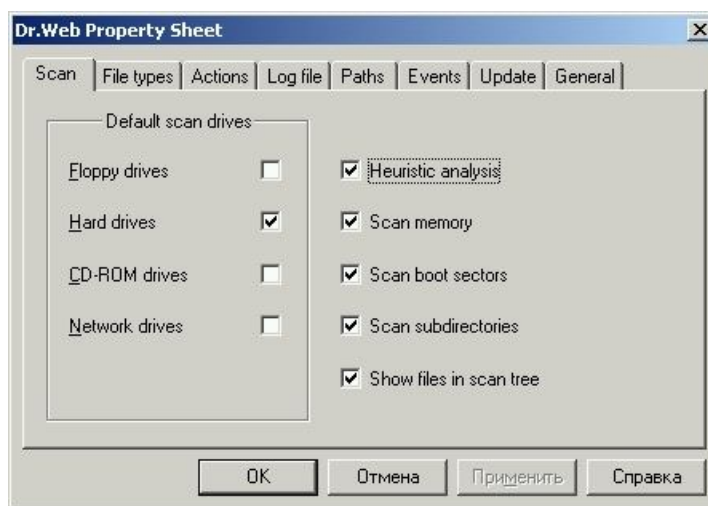 Dr.Web Property Sheet
Scan File types Actions Log file Paths Events Update General
Default scan drives
Floppy drives
Hard drives
CD-ROM drives
Network drives
Heuristic analysis
Scan memory
Scan boot sectors
Scan subdirectories
Show files in scan tree
OK Отмена Применить Справка